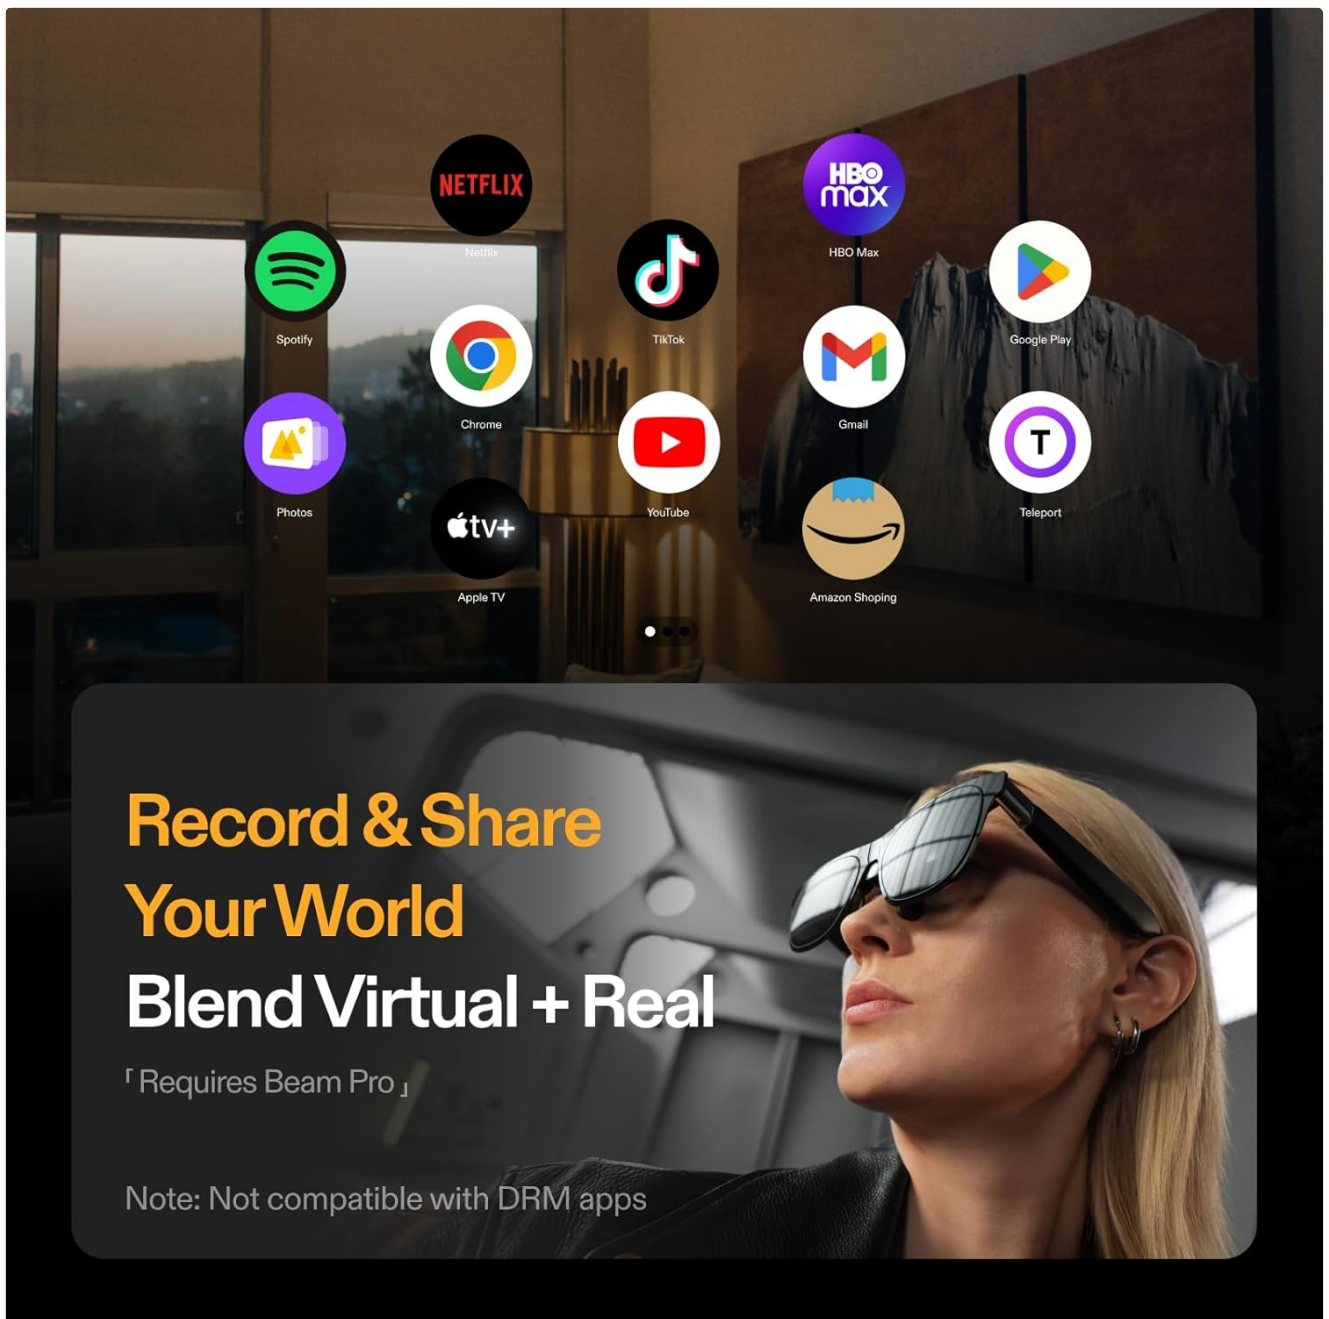 NETFLIX
Netflix
HBO
max
HBO Max
Spotify
TikTok
Google Play
Chrome
Gmail
Photos
YouTube
T
Teleport
tv+
Apple TV
Amazon Shoping
Record & Share
Your World
Blend Virtual + Real
「Requires Beam Pro」
Note: Not compatible with DRM apps